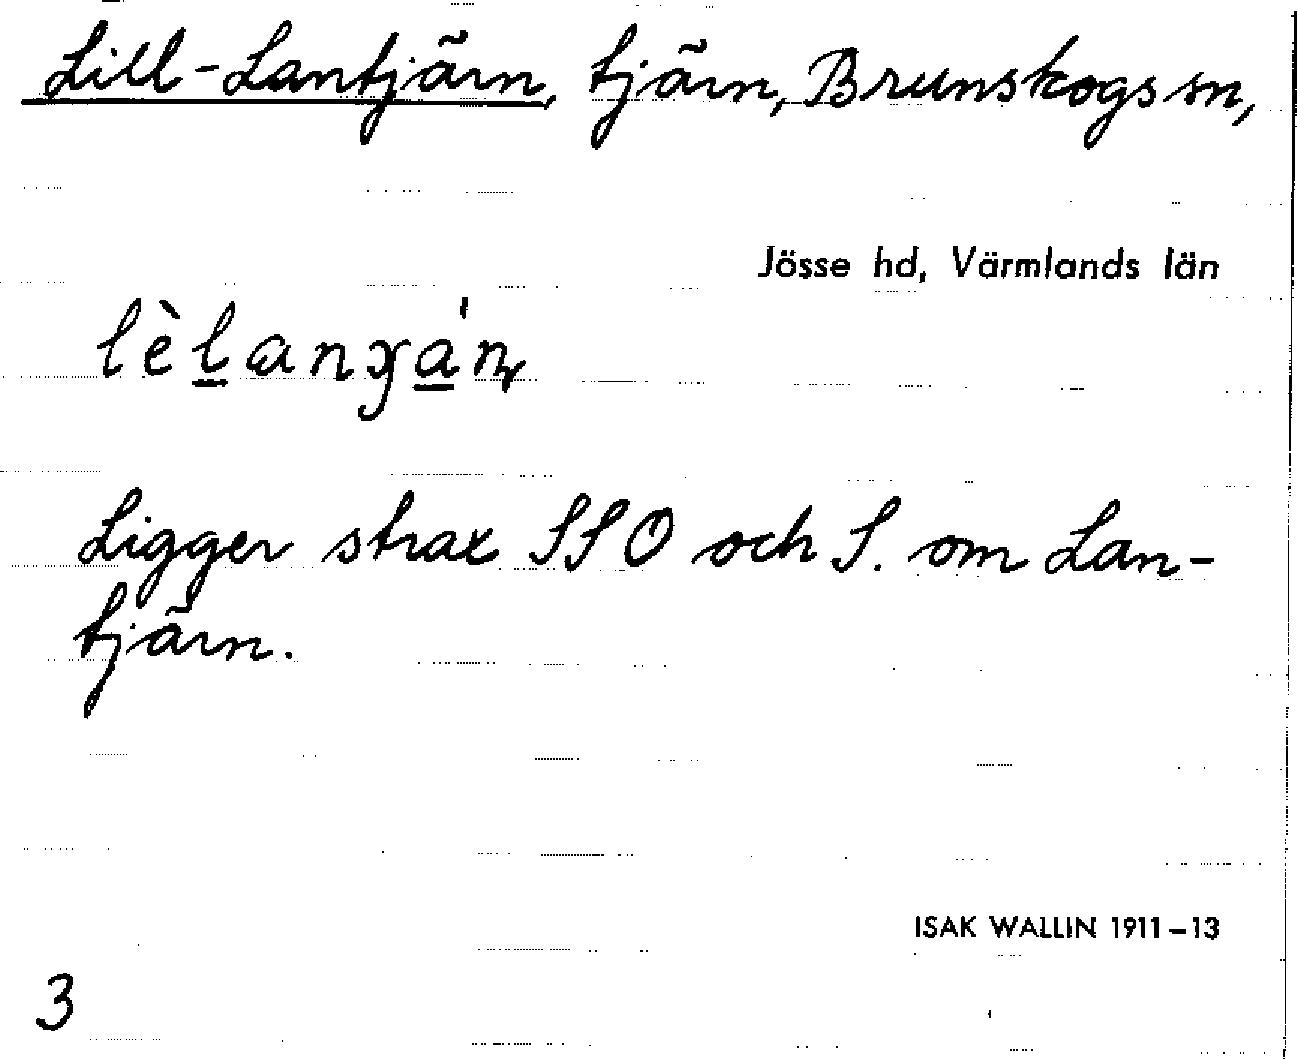 Lill-Lantjärn, tjärn, Brunskogs sn,
Jösse hd, Värmlands län
lèlanɣán
Ligger strax SSO och S. om Lan-
tjärn.
ISAK WALLIN 1911–13
3